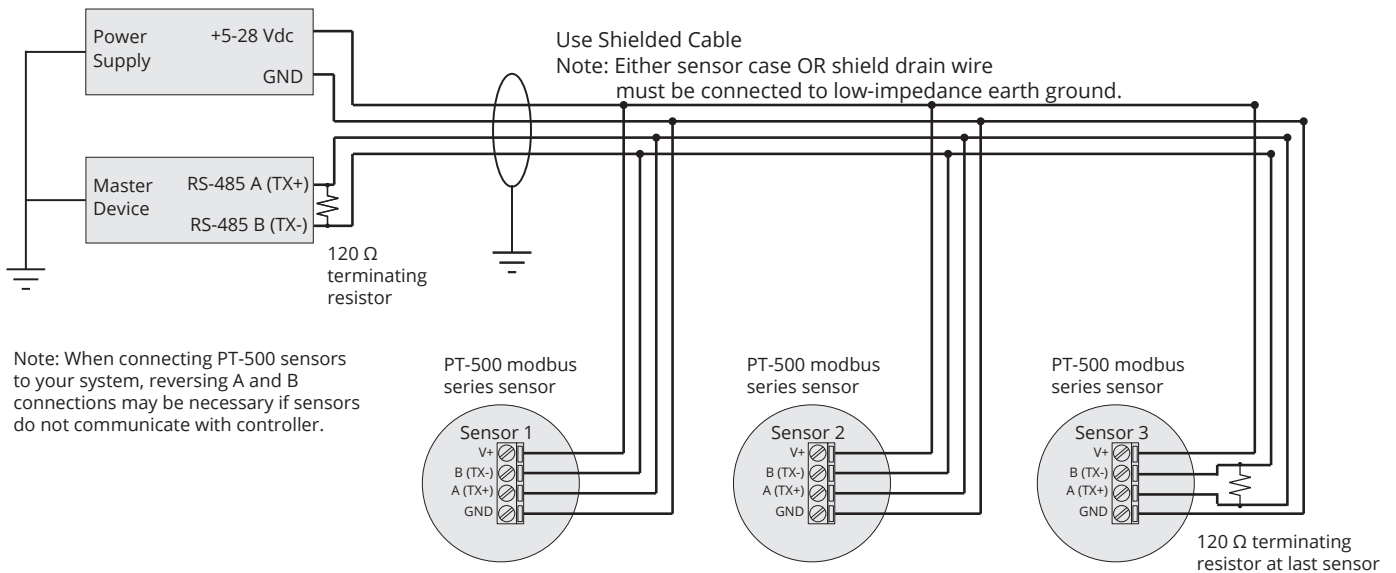 Power
Supply
+5-28 Vdc
GND
Use Shielded Cable
Note: Either sensor case OR shield drain wire
must be connected to low-impedance earth ground.
Master
Device
RS-485 A (TX+)
RS-485 B (TX-)
120 Ω
terminating
resistor
Note: When connecting PT-500 sensors
to your system, reversing A and B
connections may be necessary if sensors
do not communicate with controller.
PT-500 modbus
series sensor
Sensor 1
V+
B (TX-)
A (TX+)
GND
PT-500 modbus
series sensor
Sensor 2
V+
B (TX-)
A (TX+)
GND
PT-500 modbus
series sensor
Sensor 3
V+
B (TX-)
A (TX+)
GND
120 Ω terminating
resistor at last sensor